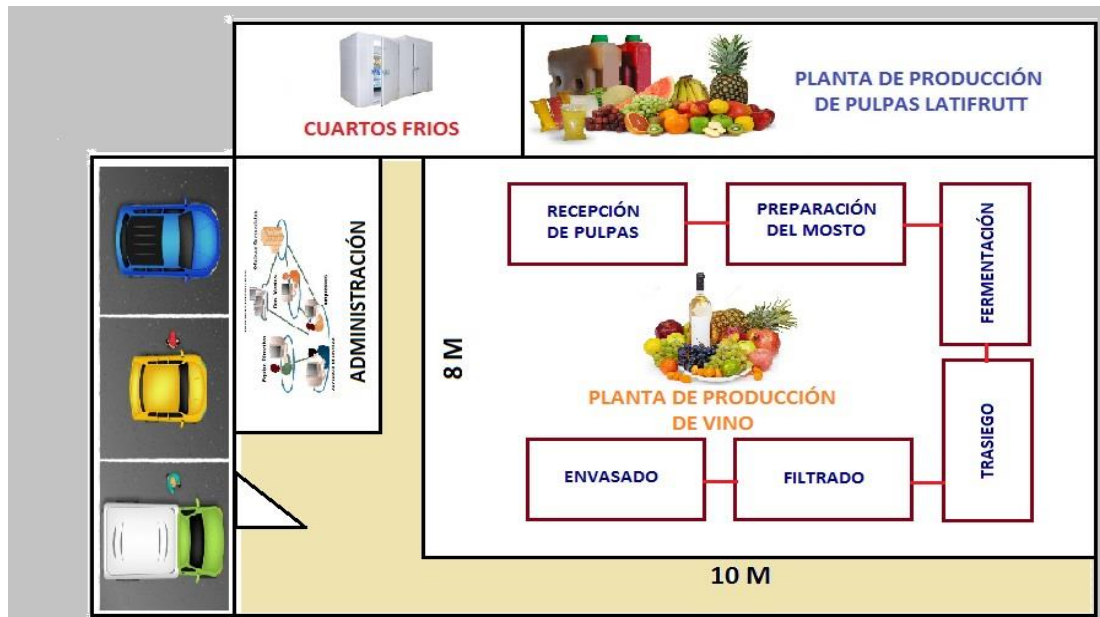 CUARTOS FRIOS
PLANTA DE PRODUCCIÓN
DE PULPAS LATIFRUTT
ADMINISTRACIÓN
8 M
RECEPCIÓN
DE PULPAS
PREPARACIÓN
DEL MOSTO
FERMENTACIÓN
TRASIEGO
FILTRADO
ENVASADO
PLANTA DE PRODUCCIÓN
DE VINO
10 M